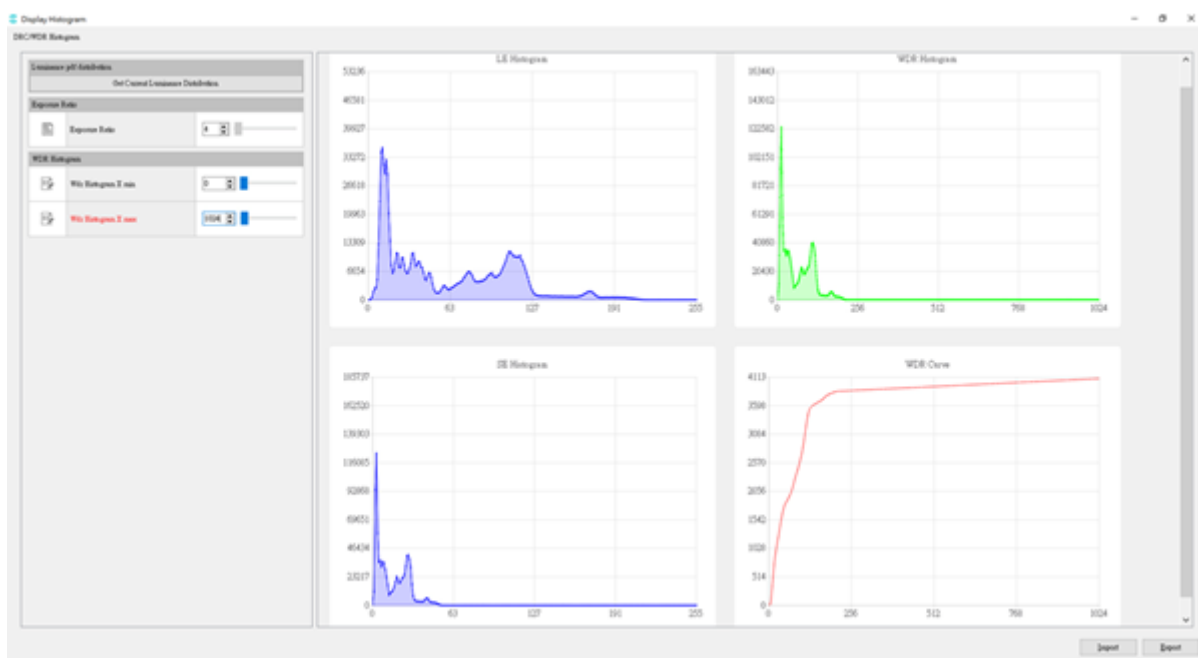 Display Histogram
DRC/WDR Histogram
Luminance pdf distribution
Get Current Luminance Distribution
Exposure Ratio
Exposure Ratio
4
WDR Histogram
Wdr Histogram X min
0
Wdr Histogram X max
1024
LE Histogram
53236
46581
39927
33272
26618
19963
13309
6654
0
0 63 127 191 255
WDR Histogram
163443
143012
122582
102151
81721
61291
40860
20430
0
0 256 512 768 1024
SE Histogram
185737
162520
139303
116085
92868
69651
46434
23217
0
0 63 127 191 255
WDR Curve
4113
3598
3084
2570
2056
1542
1028
514
0
0 256 512 768 1024
Import Export